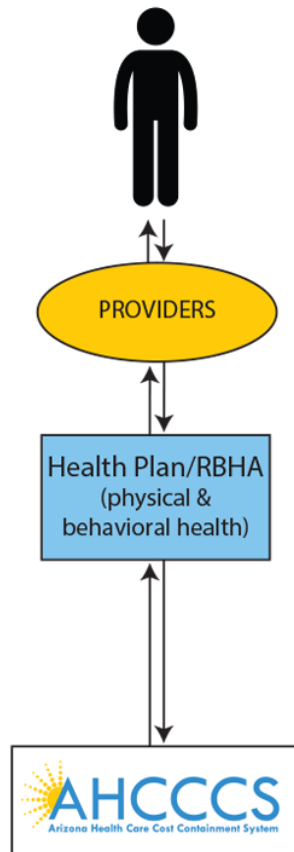 PROVIDERS
Health Plan/RBHA
(physical &
behavioral health)
AHCCCS
Arizona Health Care Cost Containment System